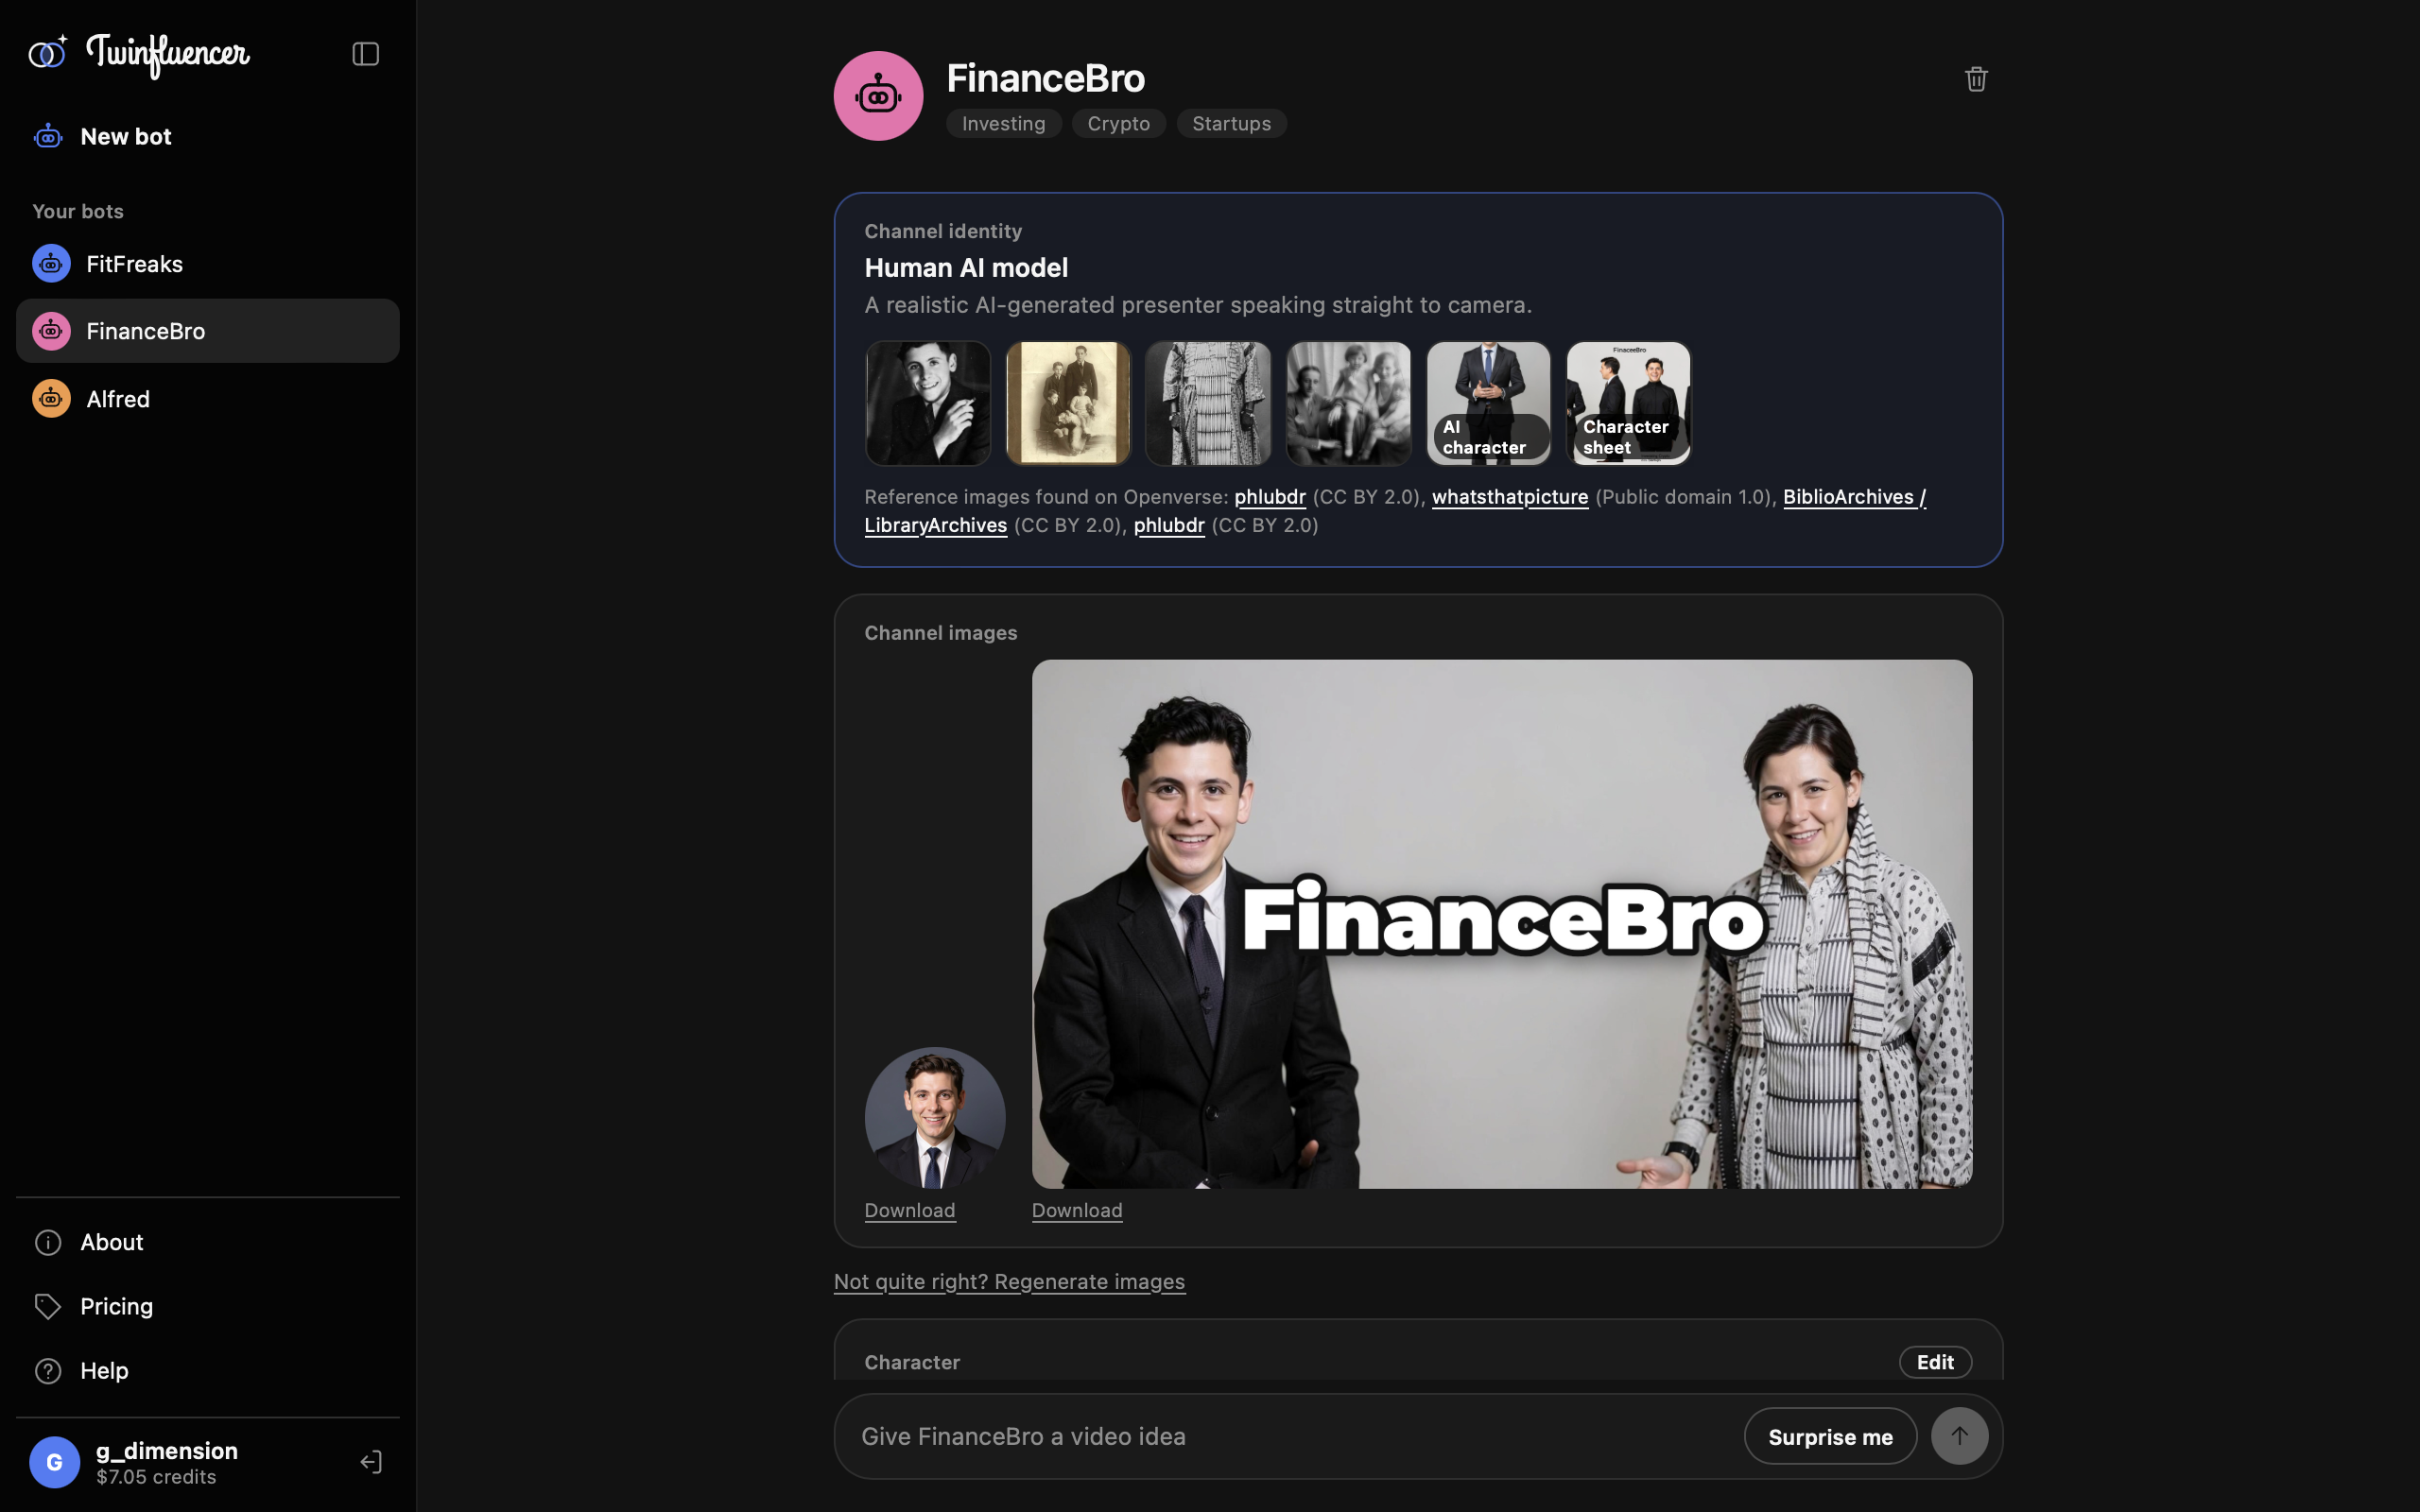 Twinfluencer
New bot
Your bots
FitFreaks
FinanceBro
Alfred
About
Pricing
Help
G
g_dimension
$7.05 credits
FinanceBro
Investing
Crypto
Startups
Channel identity
Human AI model
A realistic AI-generated presenter speaking straight to camera.
AI
character
FinaceeBro
Character
sheet
Reference images found on Openverse: phlubdr (CC BY 2.0), whatsthatpicture (Public domain 1.0), BiblioArchives /
LibraryArchives (CC BY 2.0), phlubdr (CC BY 2.0)
Channel images
FinanceBro
Download
Download
Not quite right? Regenerate images
Character
Edit
Give FinanceBro a video idea
Surprise me